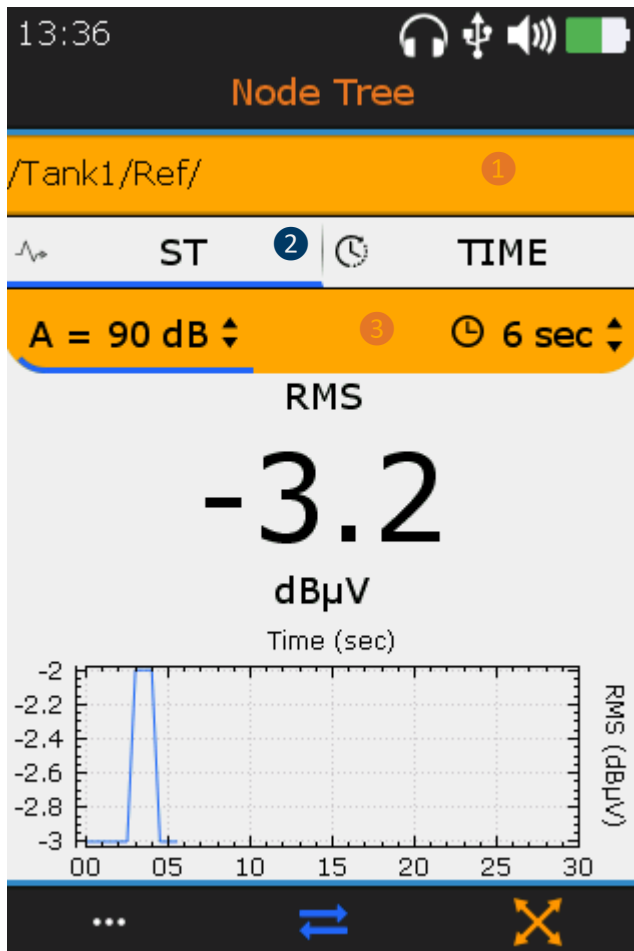 13:36
Node Tree
/Tank1/Ref/ 1
ST 2 TIME
A = 90 dB 3 6 sec
RMS
-3.2
dBµV
Time (sec)
-2
-2.2
-2.4
-2.6
-2.8
-3
RMS (dBµV)
00 05 10 15 20 25 30
...